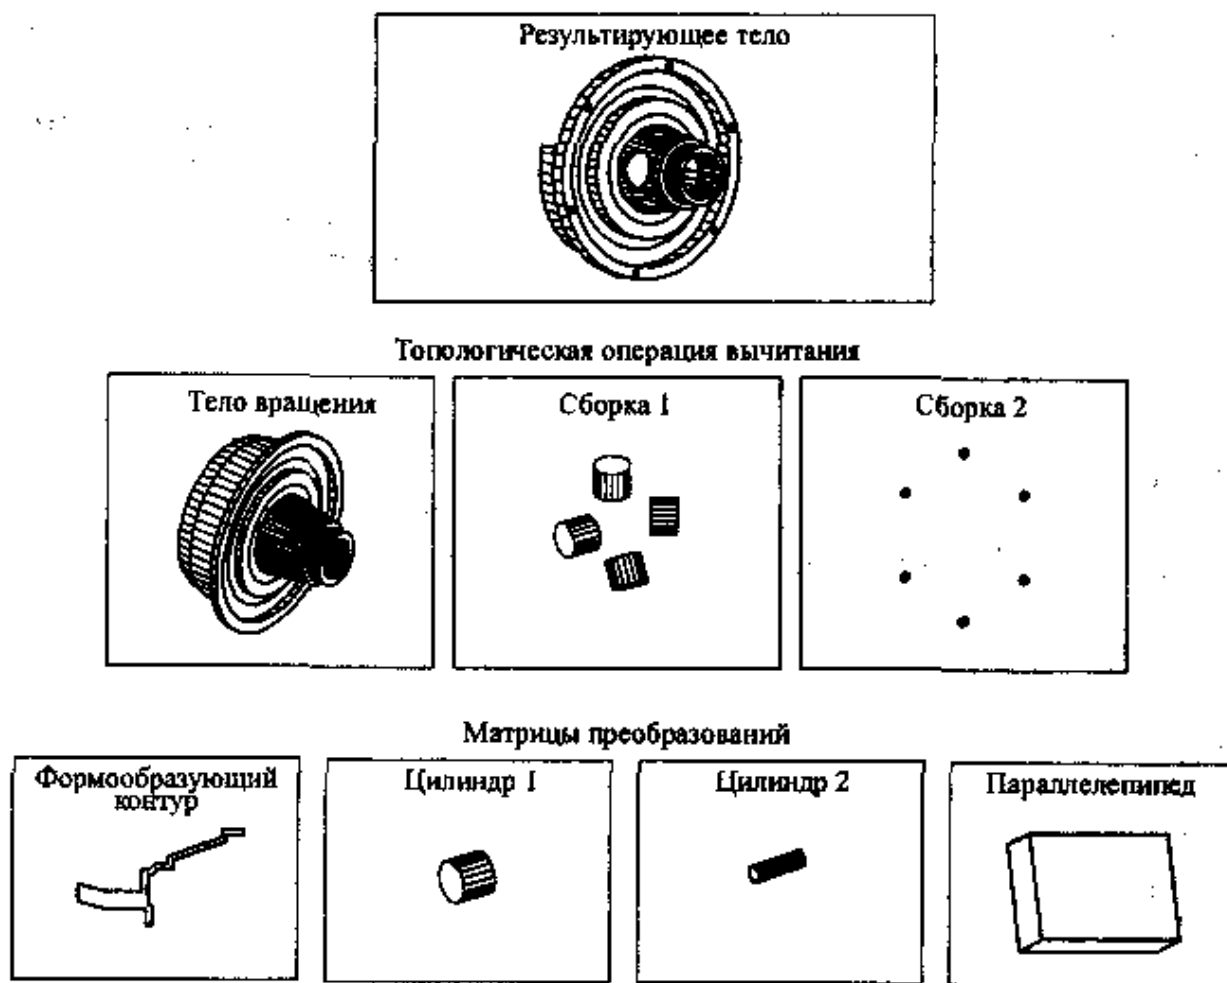 Результирующее тело
Топологическая операция вычитания
Тело вращения
Сборка 1
Сборка 2
Матрицы преобразований
Формообразующий
контур
Цилиндр 1
Цилиндр 2
Параллелепипед